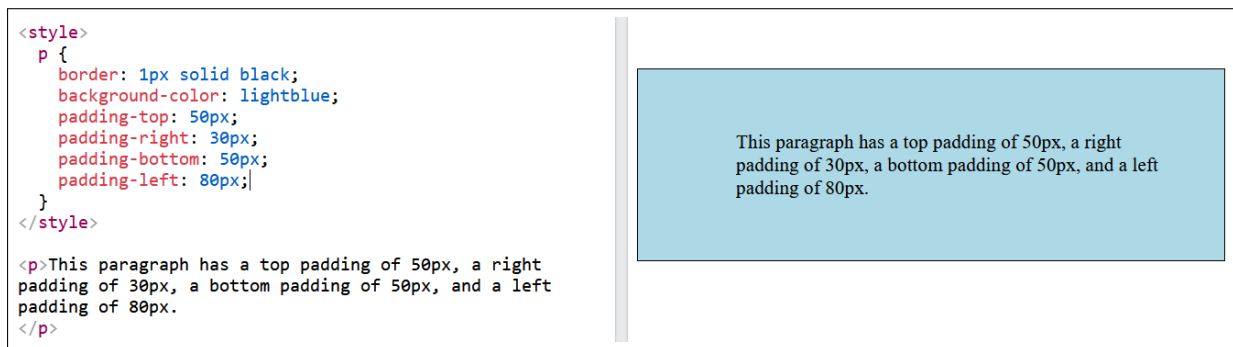 <style>
p {
border: 1px solid black;
background-color: lightblue;
padding-top: 50px;
padding-right: 30px;
padding-bottom: 50px;
padding-left: 80px;
}
</style>
<p>This paragraph has a top padding of 50px, a right
padding of 30px, a bottom padding of 50px, and a left
padding of 80px.
</p>
This paragraph has a top padding of 50px, a right
padding of 30px, a bottom padding of 50px, and a left
padding of 80px.